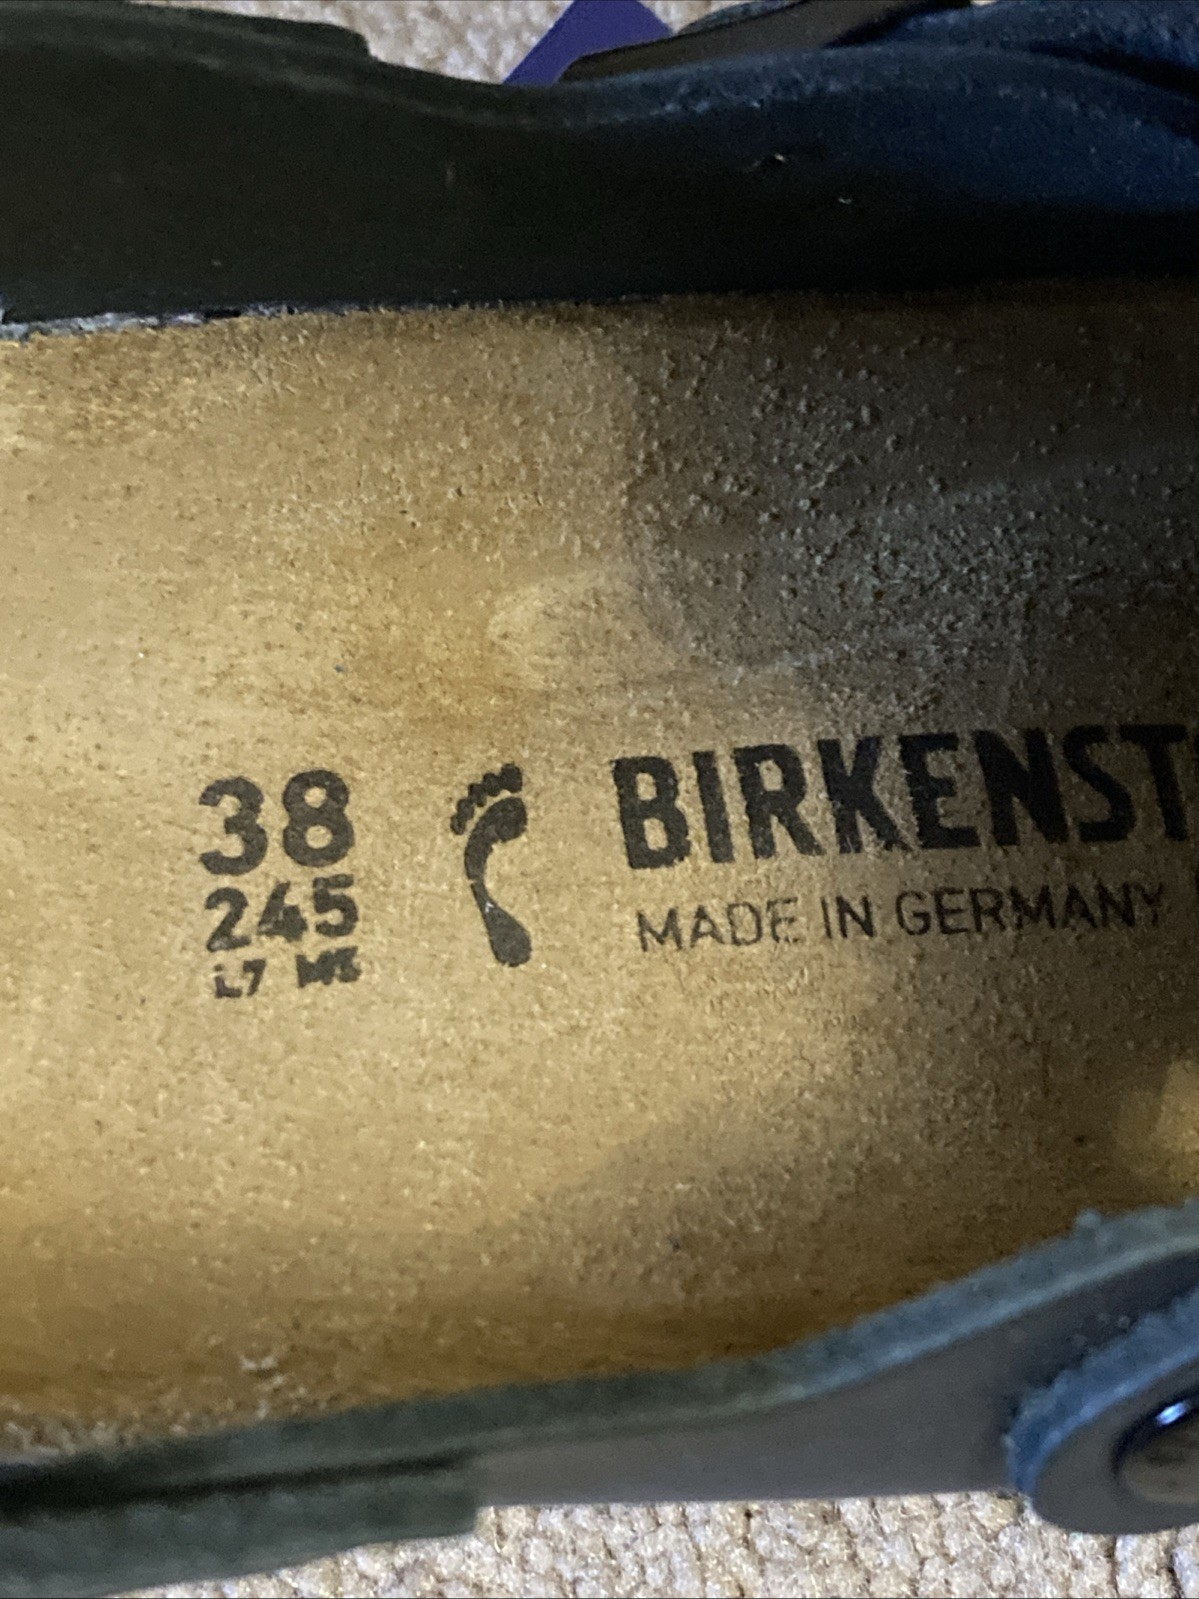 38
245
L7 M5
BIRKENST
MADE IN GERMANY